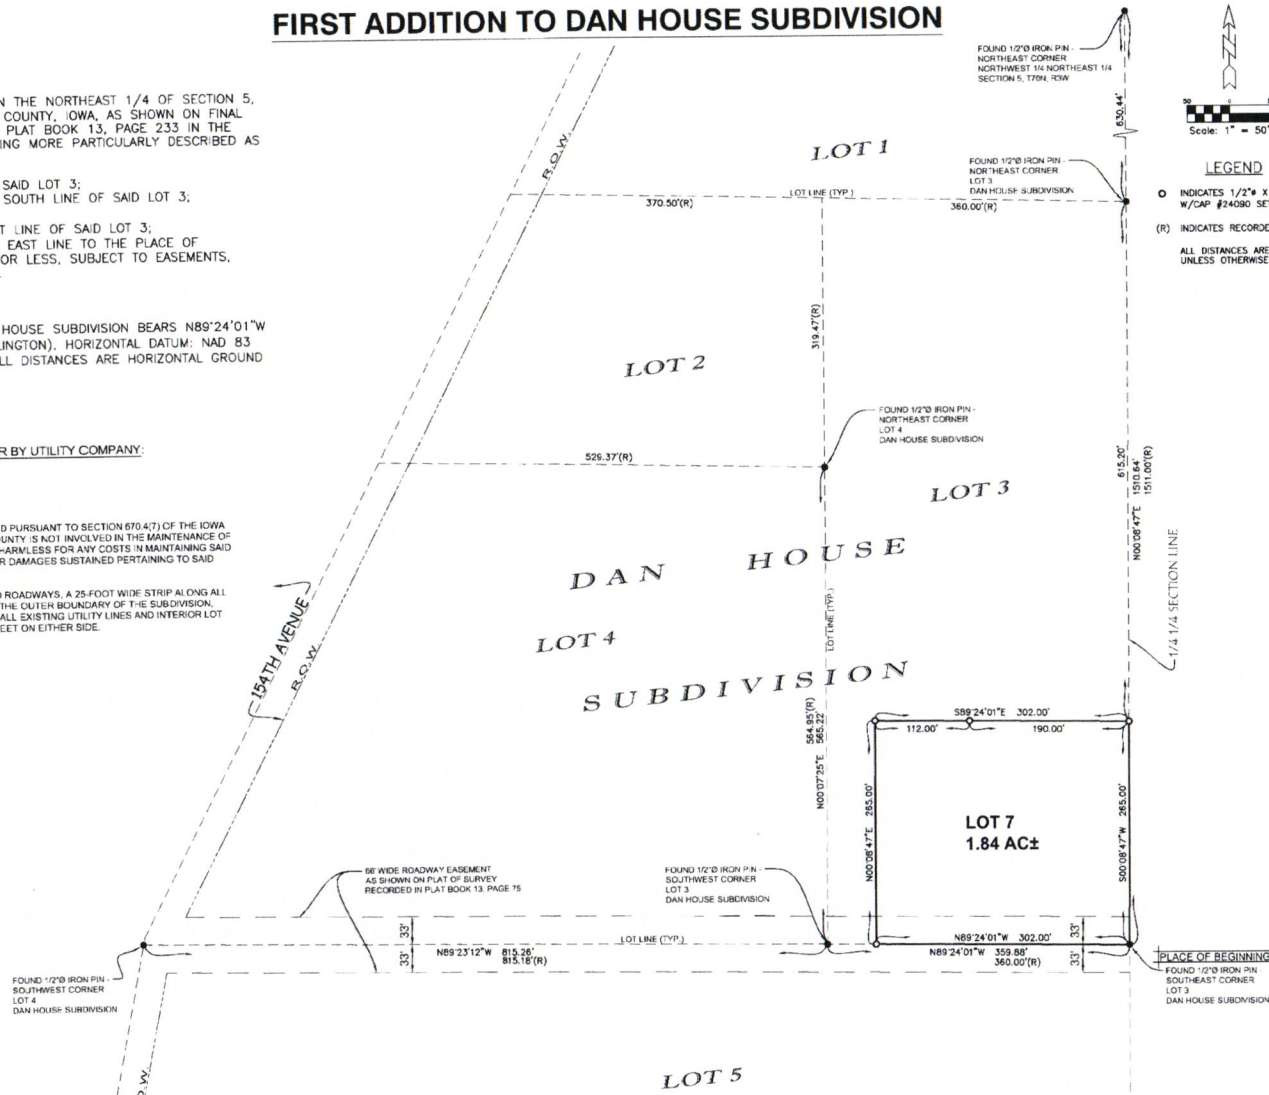 FIRST ADDITION TO DAN HOUSE SUBDIVISION
N THE NORTHEAST 1/4 OF SECTION 5,
COUNTY, IOWA, AS SHOWN ON FINAL
PLAT BOOK 13, PAGE 233 IN THE
ING MORE PARTICULARLY DESCRIBED AS
SAID LOT 3;
SOUTH LINE OF SAID LOT 3;
T LINE OF SAID LOT 3;
EAST LINE TO THE PLACE OF
OR LESS, SUBJECT TO EASEMENTS,
HOUSE SUBDIVISION BEARS N89°24'01"W
LINGTON), HORIZONTAL DATUM: NAD 83
LL DISTANCES ARE HORIZONTAL GROUND
R BY UTILITY COMPANY:
D PURSUANT TO SECTION 670.4(7) OF THE IOWA
OUNTY IS NOT INVOLVED IN THE MAINTENANCE OF
HARMLESS FOR ANY COSTS IN MAINTAINING SAID
R DAMAGES SUSTAINED PERTAINING TO SAID
ROADWAYS, A 25-FOOT WIDE STRIP ALONG ALL
THE OUTER BOUNDARY OF THE SUBDIVISION,
ALL EXISTING UTILITY LINES AND INTERIOR LOT
EET ON EITHER SIDE.
FOUND 1/2"Ø IRON PIN -
NORTHEAST CORNER
NORTHWEST 1/4 NORTHEAST 1/4
SECTION 5, T70N, R3W
630.44'
N
50 0
Scale: 1" = 50'
LEGEND
INDICATES 1/2"ø X
W/CAP #24090 SE
(R) INDICATES RECORDE
ALL DISTANCES ARE
UNLESS OTHERWISE
R.O.W.
LOT 1
FOUND 1/2"Ø IRON PIN -
NORTHEAST CORNER
LOT 3
DAN HOUSE SUBDIVISION
LOT LINE (TYP.)
370.50'(R)
360.00'(R)
319.47'(R)
LOT 2
FOUND 1/2"Ø IRON PIN -
NORTHEAST CORNER
LOT 4
DAN HOUSE SUBDIVISION
529.37'(R)
LOT 3
615.20'
N00°08'47"E 1510.64'
1511.00'(R)
1/4 1/4 SECTION LINE
DAN HOUSE
LOT LINE (TYP.)
LOT 4
SUBDIVISION
154TH AVENUE
R.O.W.
564.95'(R)
N00°07'25"E 565.22'
S89°24'01"E 302.00'
112.00' 190.00'
N00°08'47"E 265.00'
S00°08'47"W 265.00'
LOT 7
1.84 AC±
66' WIDE ROADWAY EASEMENT
AS SHOWN ON PLAT OF SURVEY
RECORDED IN PLAT BOOK 13, PAGE 75
FOUND 1/2"Ø IRON PIN -
SOUTHWEST CORNER
LOT 3
DAN HOUSE SUBDIVISION
33'
33'
LOT LINE (TYP.)
N89°23'12"W 815.26'
815.18'(R)
N89°24'01"W 302.00'
N89°24'01"W 359.88'
360.00'(R)
33'
33'
PLACE OF BEGINNING
FOUND 1/2"Ø IRON PIN -
SOUTHEAST CORNER
LOT 3
DAN HOUSE SUBDIVISION
FOUND 1/2"Ø IRON PIN -
SOUTHWEST CORNER
LOT 4
DAN HOUSE SUBDIVISION
LOT 5
O.W.